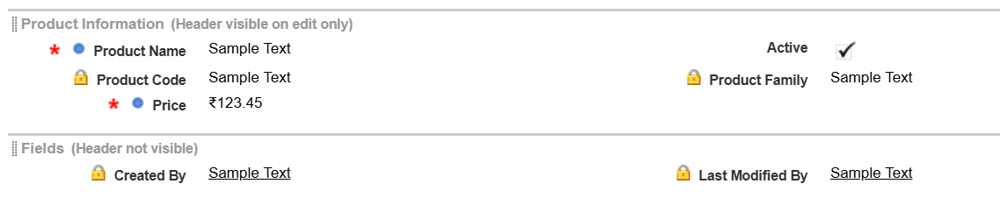 Product Information (Header visible on edit only)
* Product Name Sample Text Active
Product Code Sample Text Product Family Sample Text
* Price ₹123.45
Fields (Header not visible)
Created By Sample Text Last Modified By Sample Text